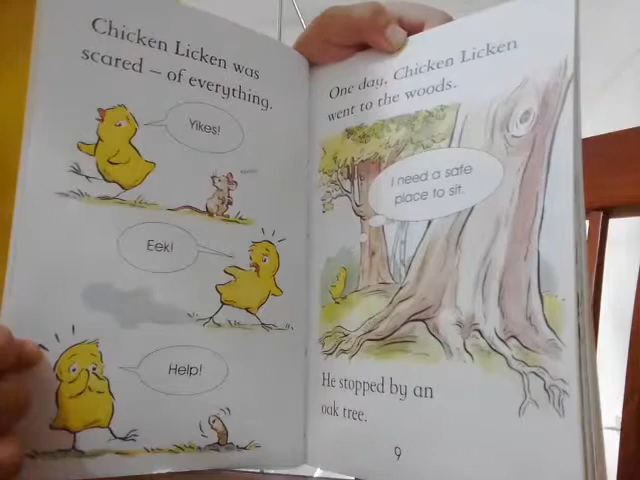 Chicken Licken was
scared – of everything.
Yikes!
Eek!
Help!
One day, Chicken Licken
went to the woods.
I need a safe
place to sit.
He stopped by an
oak tree.
9